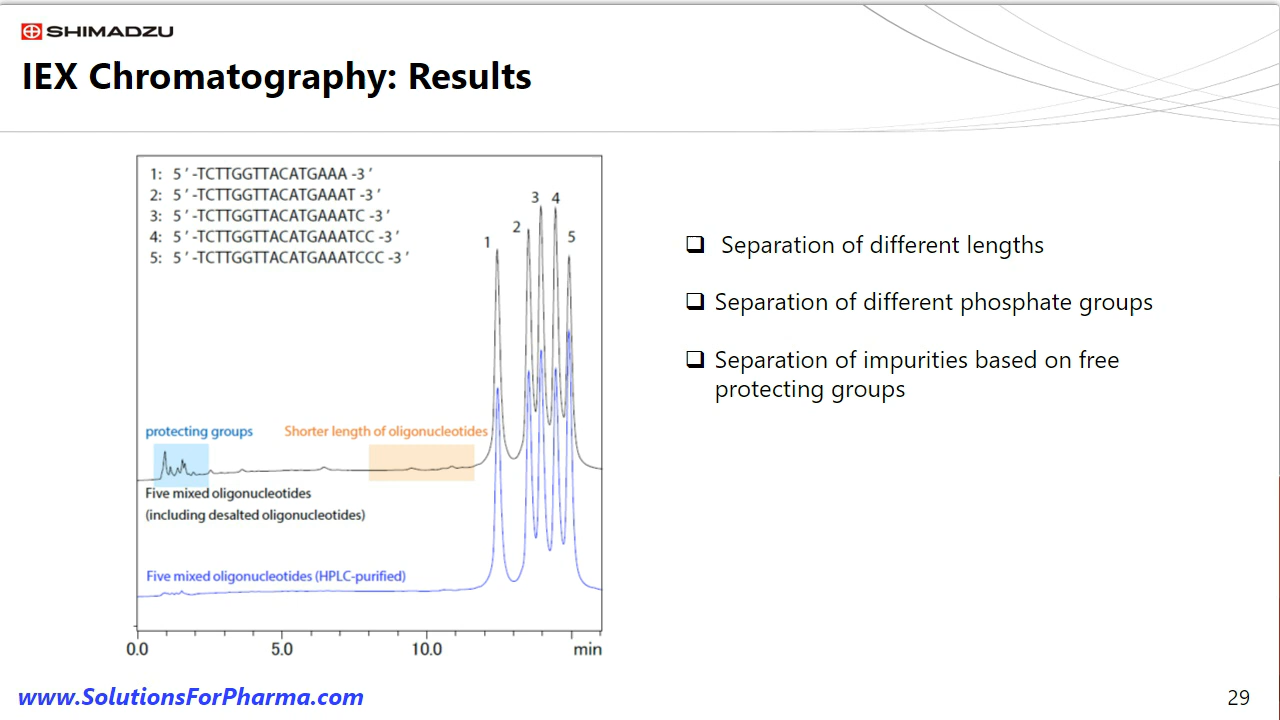 SHIMADZU
IEX Chromatography: Results
1: 5 ' -TCTTGGTTACATGAAA -3 '
2: 5 ' -TCTTGGTTACATGAAAT -3 '
3: 5 ' -TCTTGGTTACATGAAATC -3 '
4: 5 ' -TCTTGGTTACATGAAATCC -3 '
5: 5 ' -TCTTGGTTACATGAAATCCC -3 '
1
2
3
4
5
protecting groups
Shorter length of oligonucleotides
Five mixed oligonucleotides
(including desalted oligonucleotides)
Five mixed oligonucleotides (HPLC-purified)
0.0
5.0
10.0
min
Separation of different lengths
Separation of different phosphate groups
Separation of impurities based on free
protecting groups
www.SolutionsForPharma.com
29